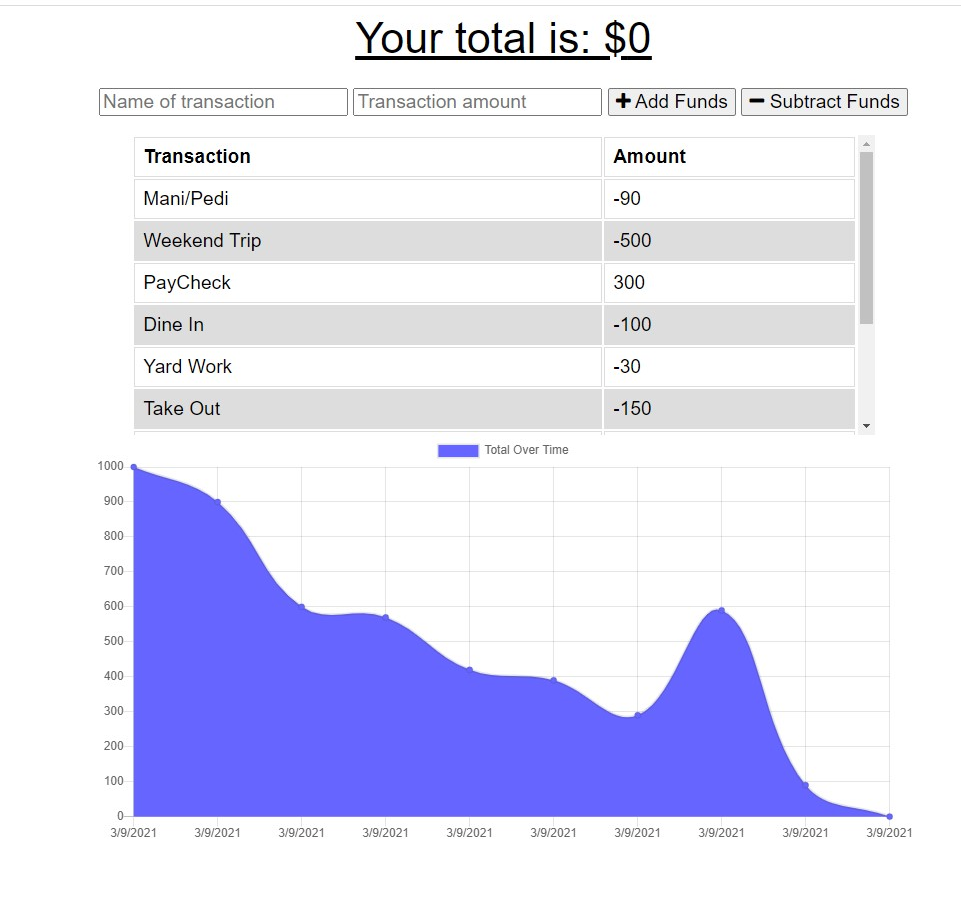 Your total is: $0
Name of transaction Transaction amount + Add Funds − Subtract Funds
Transaction Amount
Mani/Pedi -90
Weekend Trip -500
PayCheck 300
Dine In -100
Yard Work -30
Take Out -150
Total Over Time
1000
900
800
700
600
500
400
300
200
100
0
3/9/2021 3/9/2021 3/9/2021 3/9/2021 3/9/2021 3/9/2021 3/9/2021 3/9/2021 3/9/2021 3/9/2021